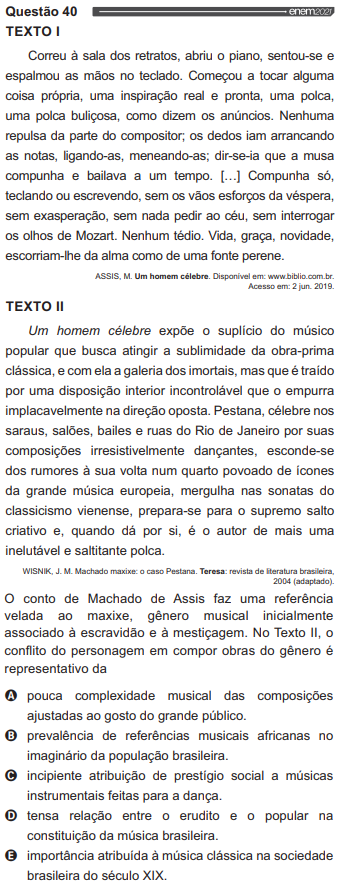 Questão 40 enem2021
TEXTO I
Correu à sala dos retratos, abriu o piano, sentou-se e
espalmou as mãos no teclado. Começou a tocar alguma
coisa própria, uma inspiração real e pronta, uma polca,
uma polca buliçosa, como dizem os anúncios. Nenhuma
repulsa da parte do compositor; os dedos iam arrancando
as notas, ligando-as, meneando-as; dir-se-ia que a musa
compunha e bailava a um tempo. […] Compunha só,
teclando ou escrevendo, sem os vãos esforços da véspera,
sem exasperação, sem nada pedir ao céu, sem interrogar
os olhos de Mozart. Nenhum tédio. Vida, graça, novidade,
escorriam-lhe da alma como de uma fonte perene.
ASSIS, M. Um homem célebre. Disponível em: www.biblio.com.br.
Acesso em: 2 jun. 2019.
TEXTO II
Um homem célebre expõe o suplício do músico
popular que busca atingir a sublimidade da obra-prima
clássica, e com ela a galeria dos imortais, mas que é traído
por uma disposição interior incontrolável que o empurra
implacavelmente na direção oposta. Pestana, célebre nos
saraus, salões, bailes e ruas do Rio de Janeiro por suas
composições irresistivelmente dançantes, esconde-se
dos rumores à sua volta num quarto povoado de ícones
da grande música europeia, mergulha nas sonatas do
classicismo vienense, prepara-se para o supremo salto
criativo e, quando dá por si, é o autor de mais uma
inelutável e saltitante polca.
WISNIK, J. M. Machado maxixe: o caso Pestana. Teresa: revista de literatura brasileira,
2004 (adaptado).
O conto de Machado de Assis faz uma referência
velada ao maxixe, gênero musical inicialmente
associado à escravidão e à mestiçagem. No Texto II, o
conflito do personagem em compor obras do gênero é
representativo da
A pouca complexidade musical das composições
ajustadas ao gosto do grande público.
B prevalência de referências musicais africanas no
imaginário da população brasileira.
C incipiente atribuição de prestígio social a músicas
instrumentais feitas para a dança.
D tensa relação entre o erudito e o popular na
constituição da música brasileira.
E importância atribuída à música clássica na sociedade
brasileira do século XIX.